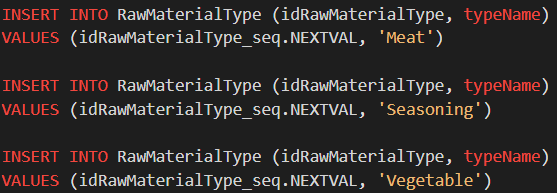 INSERT INTO RawMaterialType (idRawMaterialType, typeName)
VALUES (idRawMaterialType_seq.NEXTVAL, 'Meat')
INSERT INTO RawMaterialType (idRawMaterialType, typeName)
VALUES (idRawMaterialType_seq.NEXTVAL, 'Seasoning')
INSERT INTO RawMaterialType (idRawMaterialType, typeName)
VALUES (idRawMaterialType_seq.NEXTVAL, 'Vegetable')